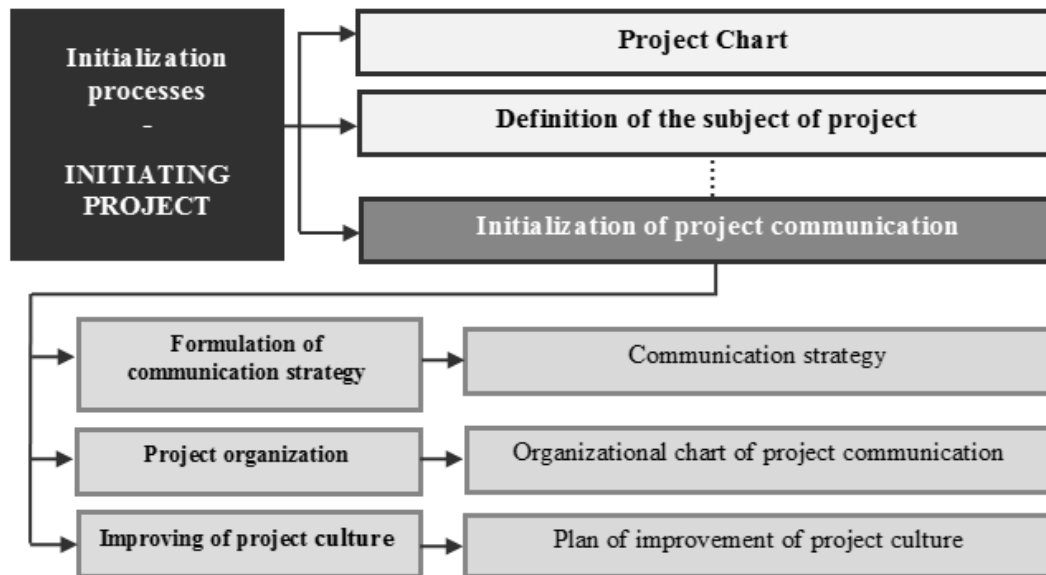 Initialization
processes
-
INITIATING
PROJECT
Project Chart
Definition of the subject of project
Initialization of project communication
Formulation of
communication strategy
Communication strategy
Project organization
Organizational chart of project communication
Improving of project culture
Plan of improvement of project culture